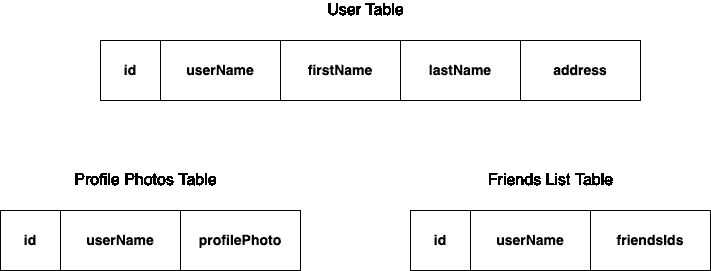 User Table
id userName firstName lastName address
Profile Photos Table
id userName profilePhoto
Friends List Table
id userName friendsIds